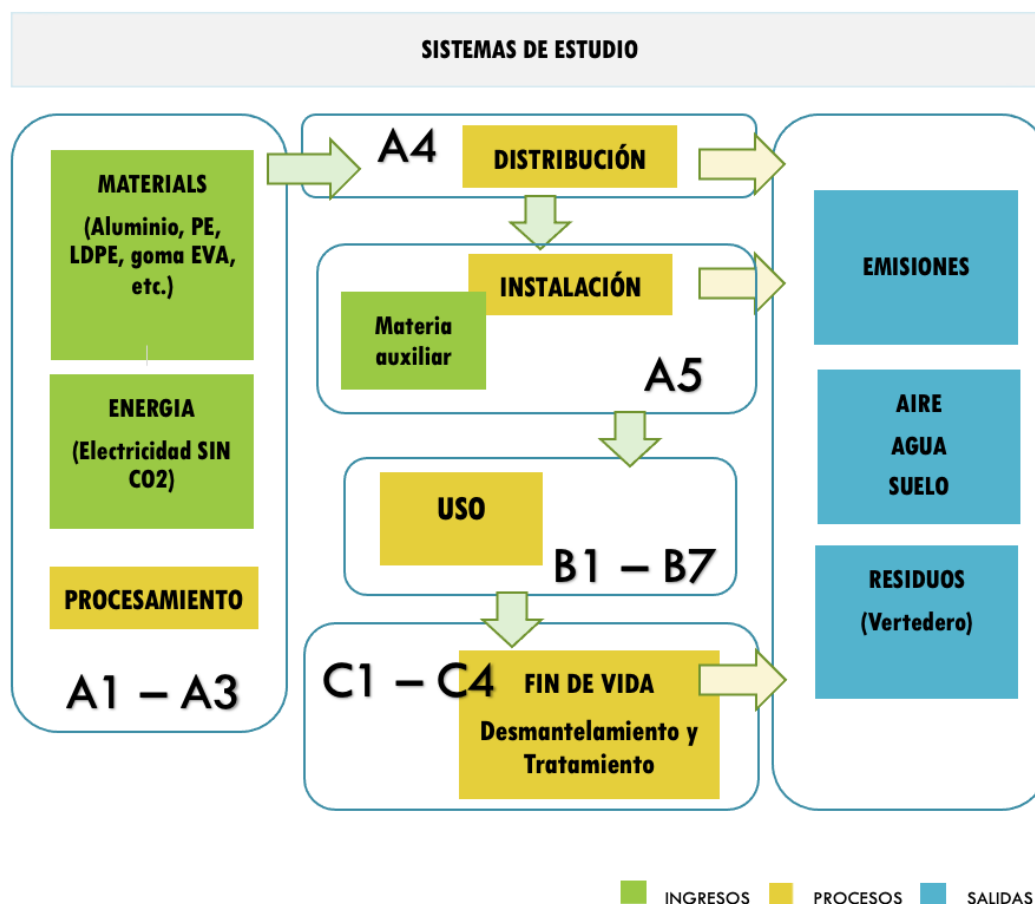 SISTEMAS DE ESTUDIO
MATERIALS
(Aluminio, PE,
LDPE, goma EVA,
etc.)
ENERGIA
(Electricidad SIN
CO2)
PROCESAMIENTO
A1 – A3
A4
DISTRIBUCIÓN
INSTALACIÓN
Materia
auxiliar
A5
USO
B1 – B7
C1 – C4
FIN DE VIDA
Desmantelamiento y
Tratamiento
EMISIONES
AIRE
AGUA
SUELO
RESIDUOS
(Vertedero)
INGRESOS
PROCESOS
SALIDAS